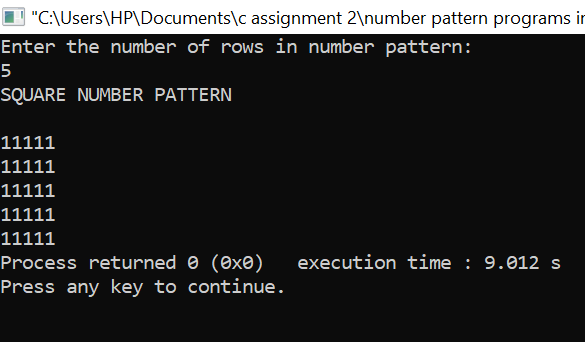 "C:\Users\HP\Documents\c assignment 2\number pattern programs in
Enter the number of rows in number pattern:
5
SQUARE NUMBER PATTERN
11111
11111
11111
11111
11111
Process returned 0 (0x0)   execution time : 9.012 s
Press any key to continue.